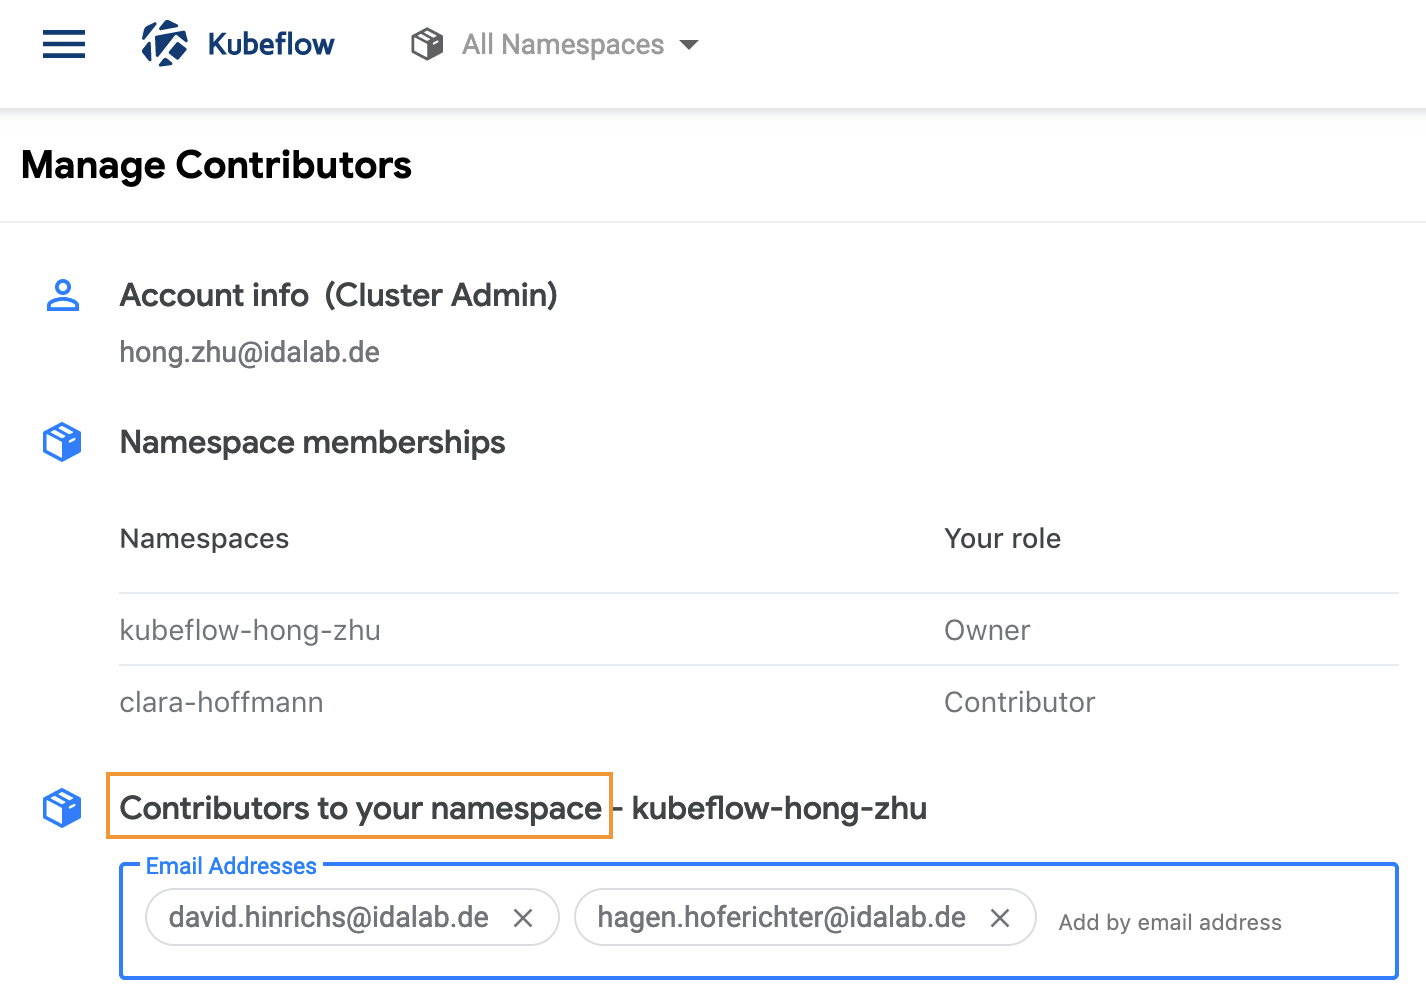 Kubeflow All Namespaces
Manage Contributors
Account info (Cluster Admin)
hong.zhu@idalab.de
Namespace memberships
Namespaces Your role
kubeflow-hong-zhu Owner
clara-hoffmann Contributor
Contributors to your namespace - kubeflow-hong-zhu
Email Addresses
david.hinrichs@idalab.de hagen.hoferichter@idalab.de Add by email address